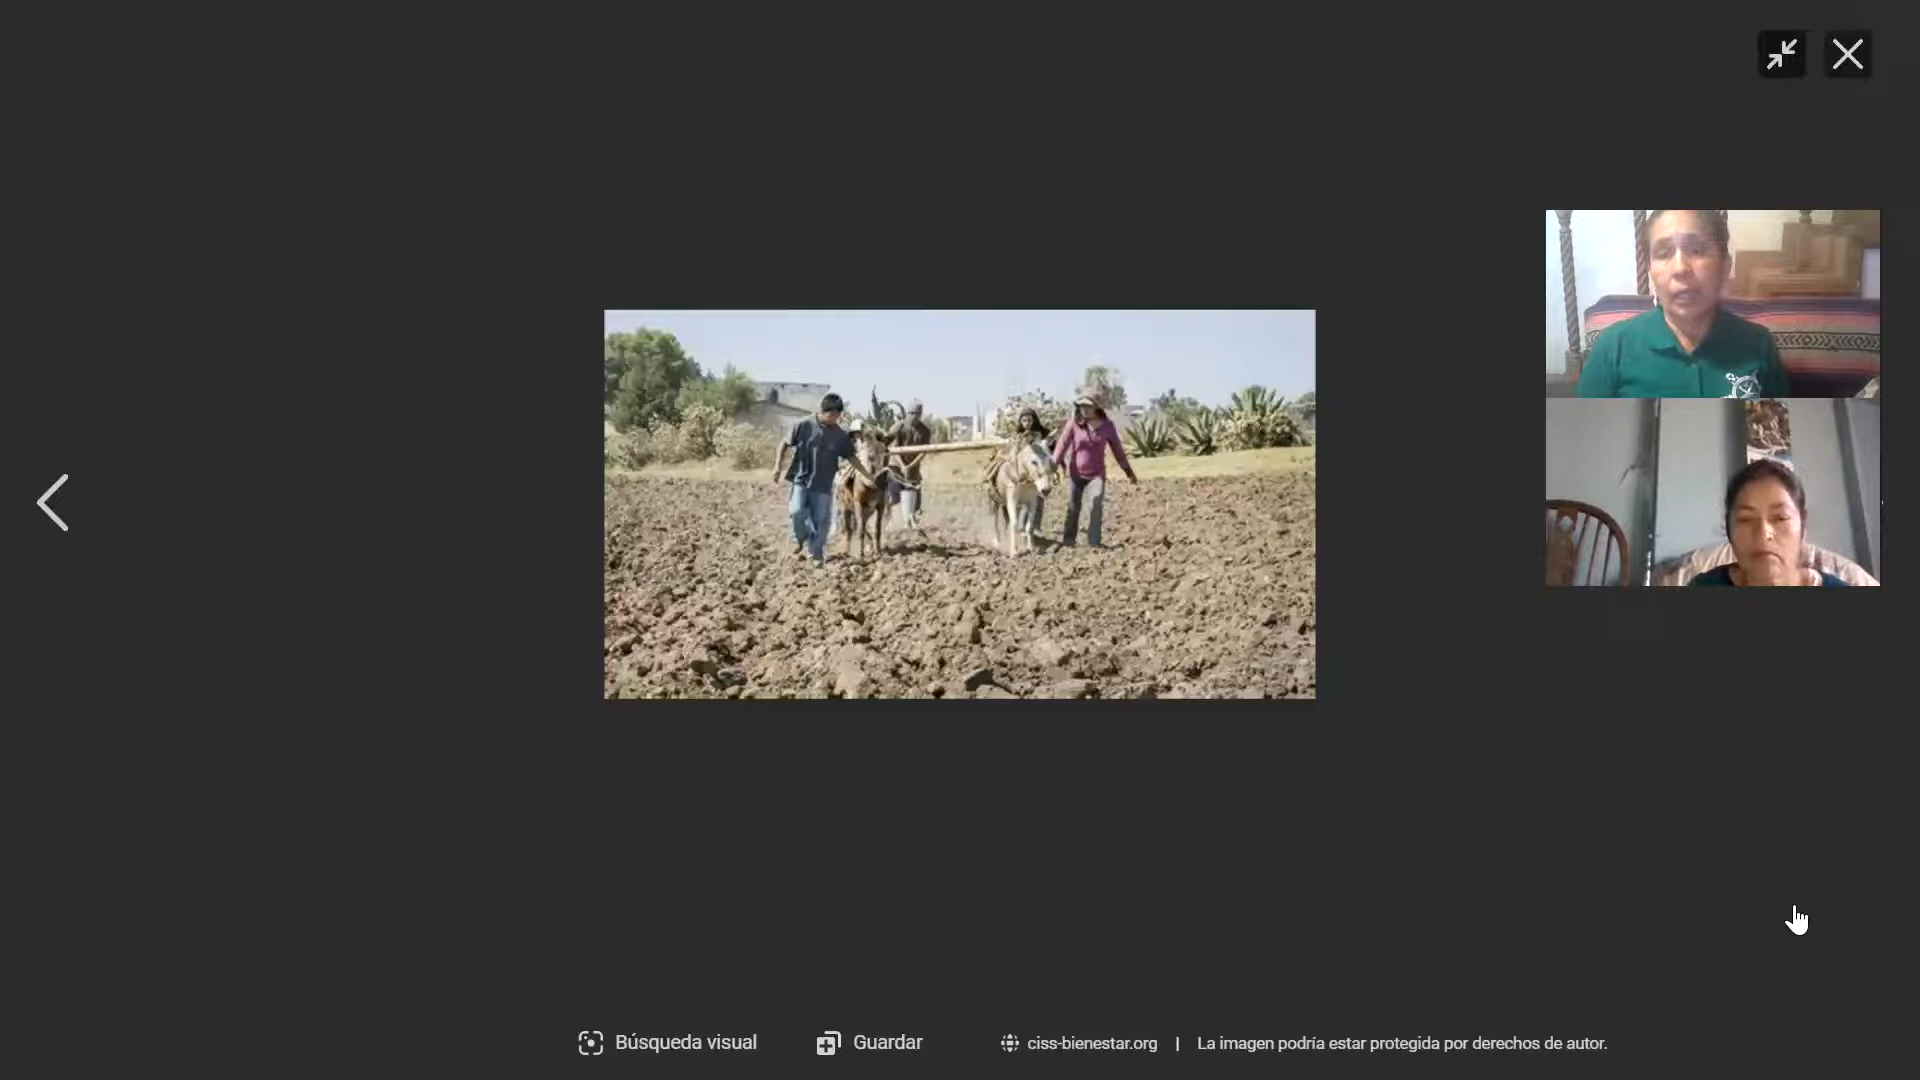 Búsqueda visual
Guardar
ciss-bienestar.org | La imagen podría estar protegida por derechos de autor.